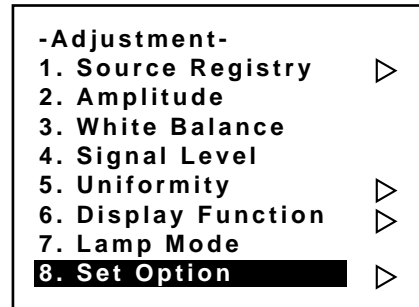 -Adjustment-
1. Source Registry
2. Amplitude
3. White Balance
4. Signal Level
5. Uniformity
6. Display Function
7. Lamp Mode
8. Set Option